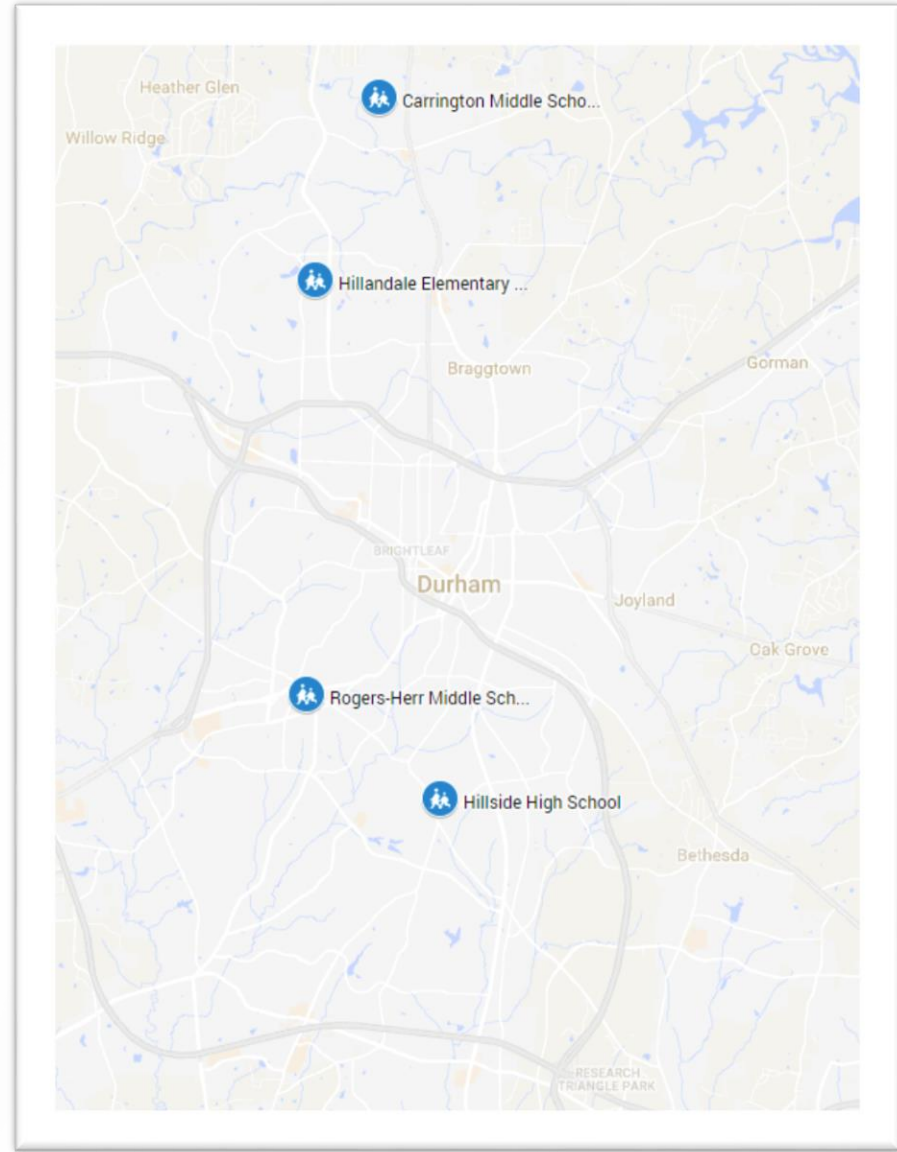 Heather Glen
Carrington Middle Scho...
Willow Ridge
Hillandale Elementary ...
Braggtown
Gorman
BRIGHTLEAF
Durham
Joyland
Oak Grove
Rogers-Herr Middle Sch...
Hillside High School
Bethesda
RESEARCH
TRIANGLE PARK